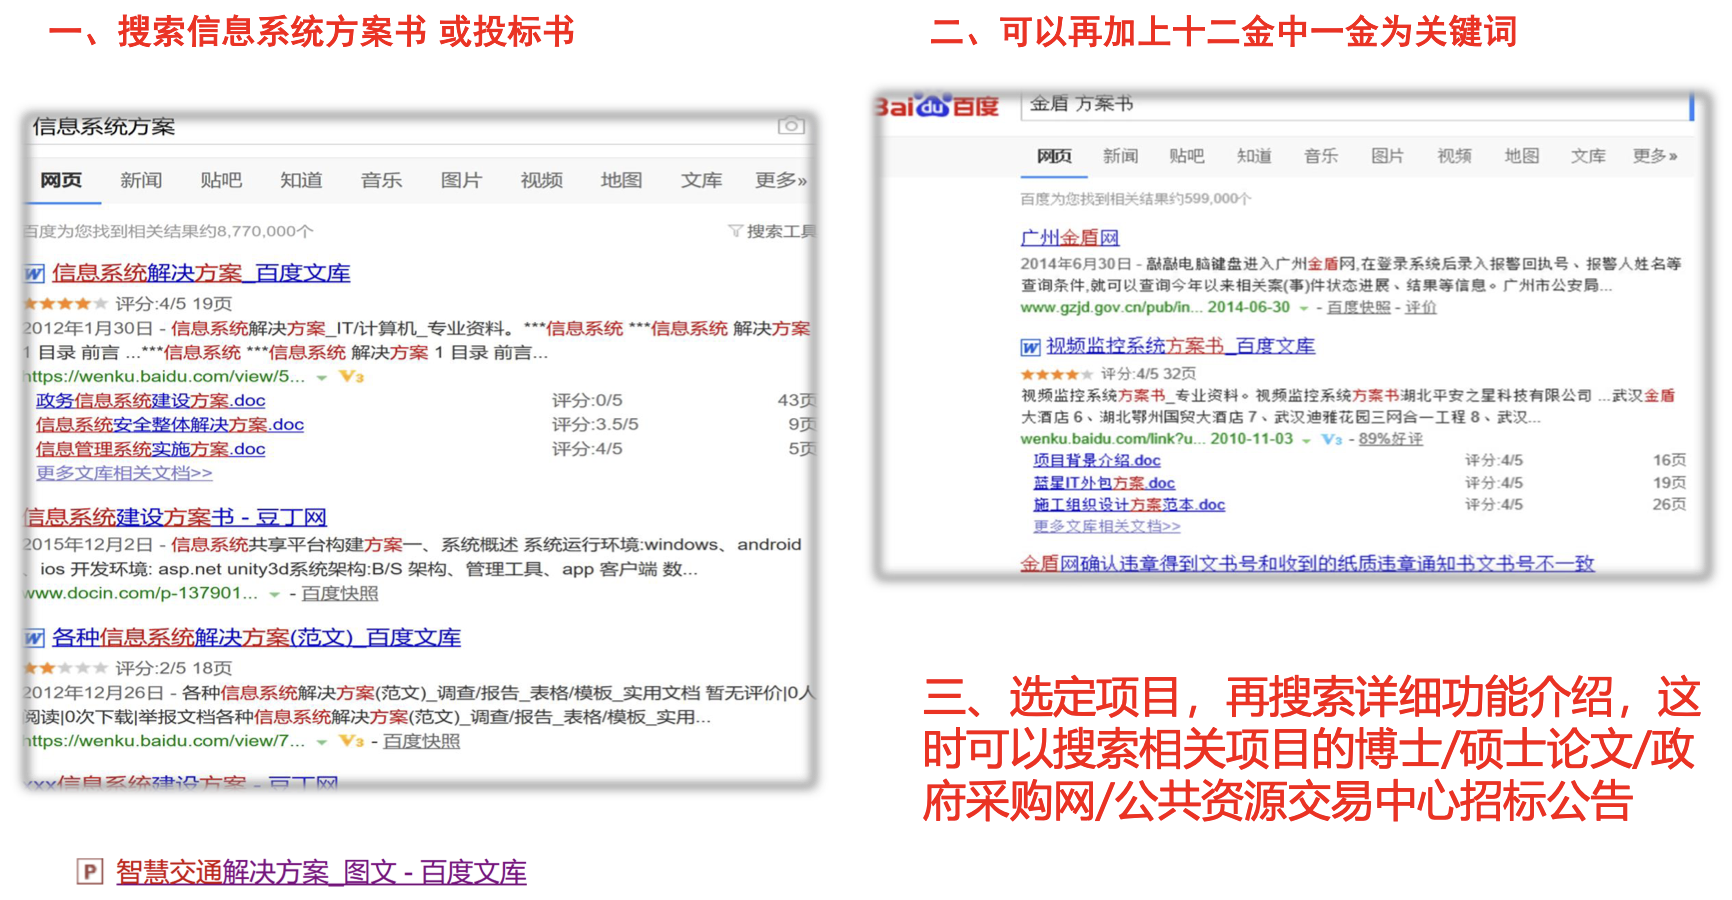 一、搜索信息系统方案书 或投标书
信息系统方案
网页 新闻 贴吧 知道 音乐 图片 视频 地图 文库 更多»
百度为您找到相关结果约8,770,000个 搜索工具
信息系统解决方案_百度文库
评分:4/5 19页
2012年1月30日 - 信息系统解决方案_IT/计算机_专业资料。***信息系统 ***信息系统 解决方案
1 目录 前言 ...***信息系统 ***信息系统 解决方案 1 目录 前言...
https://wenku.baidu.com/view/5... V3
政务信息系统建设方案.doc 评分:0/5 43页
信息系统安全整体解决方案.doc 评分:3.5/5 9页
信息管理系统实施方案.doc 评分:4/5 5页
更多文库相关文档>>
信息系统建设方案书 - 豆丁网
2015年12月2日 - 信息系统共享平台构建方案一、系统概述 系统运行环境:windows、android
、ios 开发环境: asp.net unity3d系统架构:B/S 架构、管理工具、app 客户端 数...
www.docin.com/p-137901... - 百度快照
各种信息系统解决方案(范文)_百度文库
评分:2/5 18页
2012年12月26日 - 各种信息系统解决方案(范文)_调查/报告_表格/模板_实用文档 暂无评价|0人
阅读|0次下载|举报文档各种信息系统解决方案(范文)_调查/报告_表格/模板_实用...
https://wenku.baidu.com/view/7... V3 - 百度快照
xxx信息系统建设方案 - 豆丁网
P 智慧交通解决方案_图文 - 百度文库
二、可以再加上十二金中一金为关键词
Baidu百度 金盾 方案书
网页 新闻 贴吧 知道 音乐 图片 视频 地图 文库 更多»
百度为您找到相关结果约599,000个
广州金盾网
2014年6月30日 - 敲敲电脑键盘进入广州金盾网,在登录系统后录入报警回执号、报警人姓名等
查询条件,就可以查询今年以来相关案(事)件状态进展、结果等信息。广州市公安局...
www.gzjd.gov.cn/pub/in... 2014-06-30 - 百度快照 - 评价
视频监控系统方案书_百度文库
评分:4/5 32页
视频监控系统方案书_专业资料。视频监控系统方案书湖北平安之星科技有限公司 ...武汉金盾
大酒店 6、湖北鄂州国贸大酒店 7、武汉迪雅花园三网合一工程 8、武汉...
wenku.baidu.com/link?u... 2010-11-03 V3 - 89%好评
项目背景介绍.doc 评分:4/5 16页
蓝星IT外包方案.doc 评分:4/5 19页
施工组织设计方案范本.doc 评分:4/5 26页
更多文库相关文档>>
金盾网确认违章得到文书号和收到的纸质违章通知书文书号不一致
三、选定项目，再搜索详细功能介绍，这
时可以搜索相关项目的博士/硕士论文/政
府采购网/公共资源交易中心招标公告